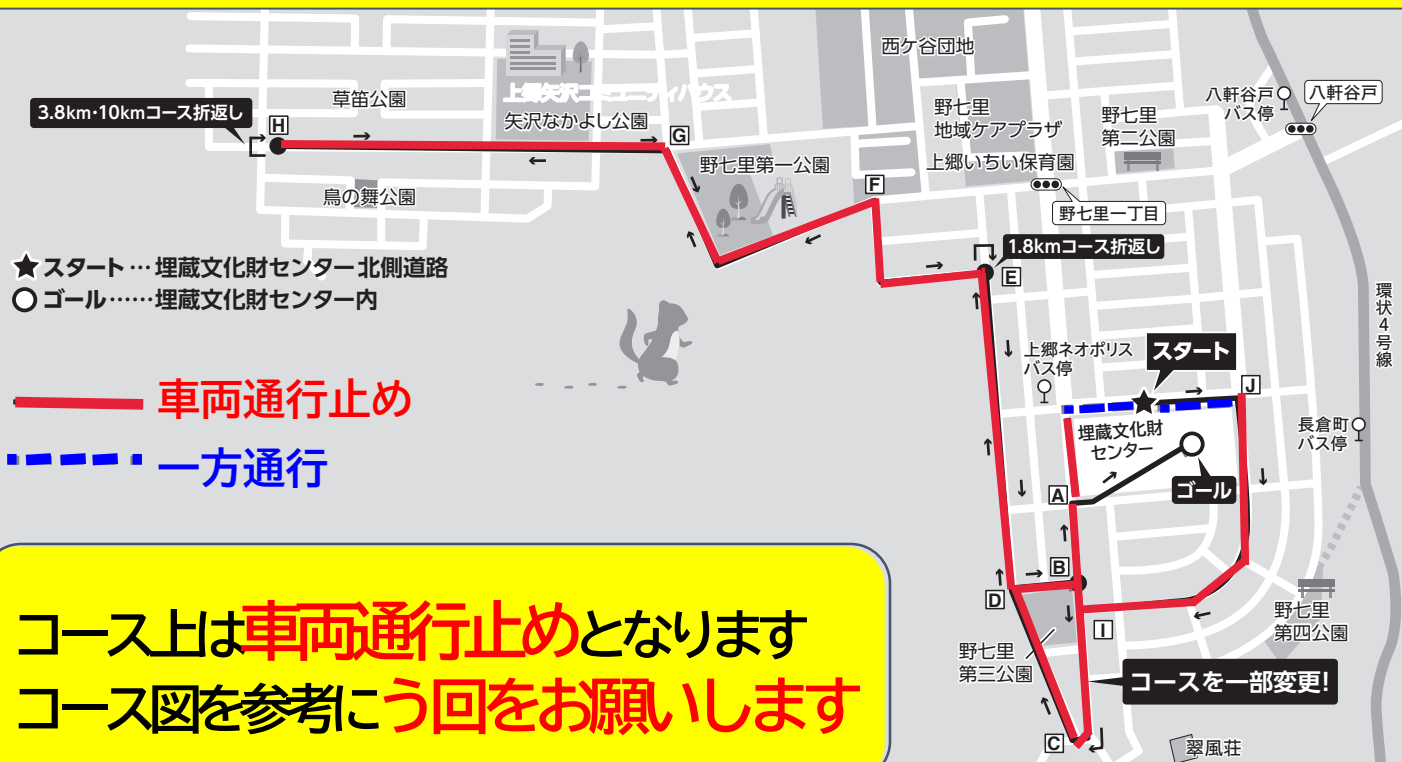 西ケ谷団地
八軒谷戸
バス停
八軒谷戸
3.8km・10kmコース折返し
草笛公園
上郷矢沢コミュニティハウス
矢沢なかよし公園
野七里
地域ケアプラザ
野七里
第二公園
H
G
野七里第一公園
上郷いちい保育園
F
鳥の舞公園
野七里一丁目
1.8kmコース折返し
E
★スタート…埋蔵文化財センター北側道路
○ゴール……埋蔵文化財センター内
環状4号線
上郷ネオポリス
バス停
スタート
J
車両通行止め
一方通行
埋蔵文化財
センター
長倉町
バス停
ゴール
A
B
D
I
野七里
第四公園
野七里
第三公園
コースを一部変更!
C
翠風荘
コース上は車両通行止めとなります
コース図を参考にう回をお願いします